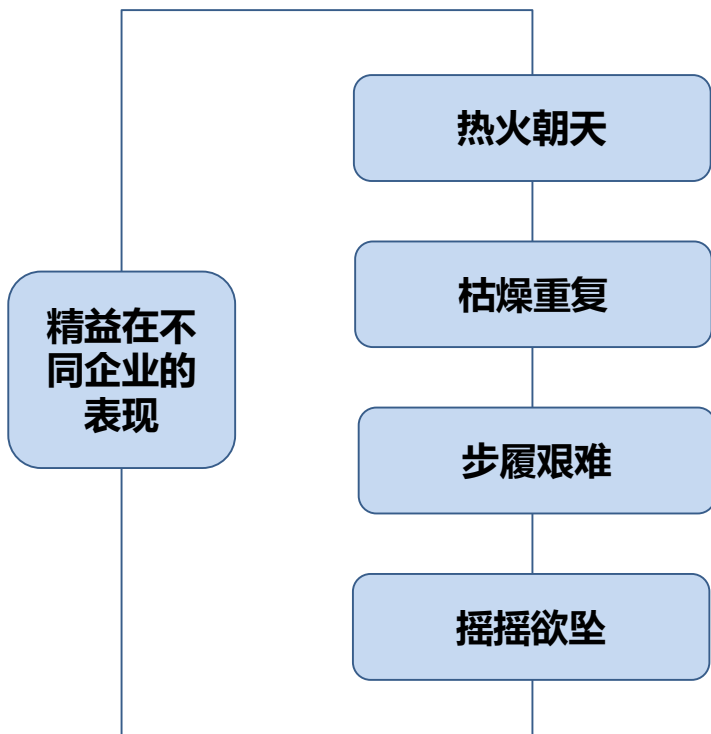 热火朝天
枯燥重复
精益在不
同企业的
表现
步履艰难
摇摇欲坠